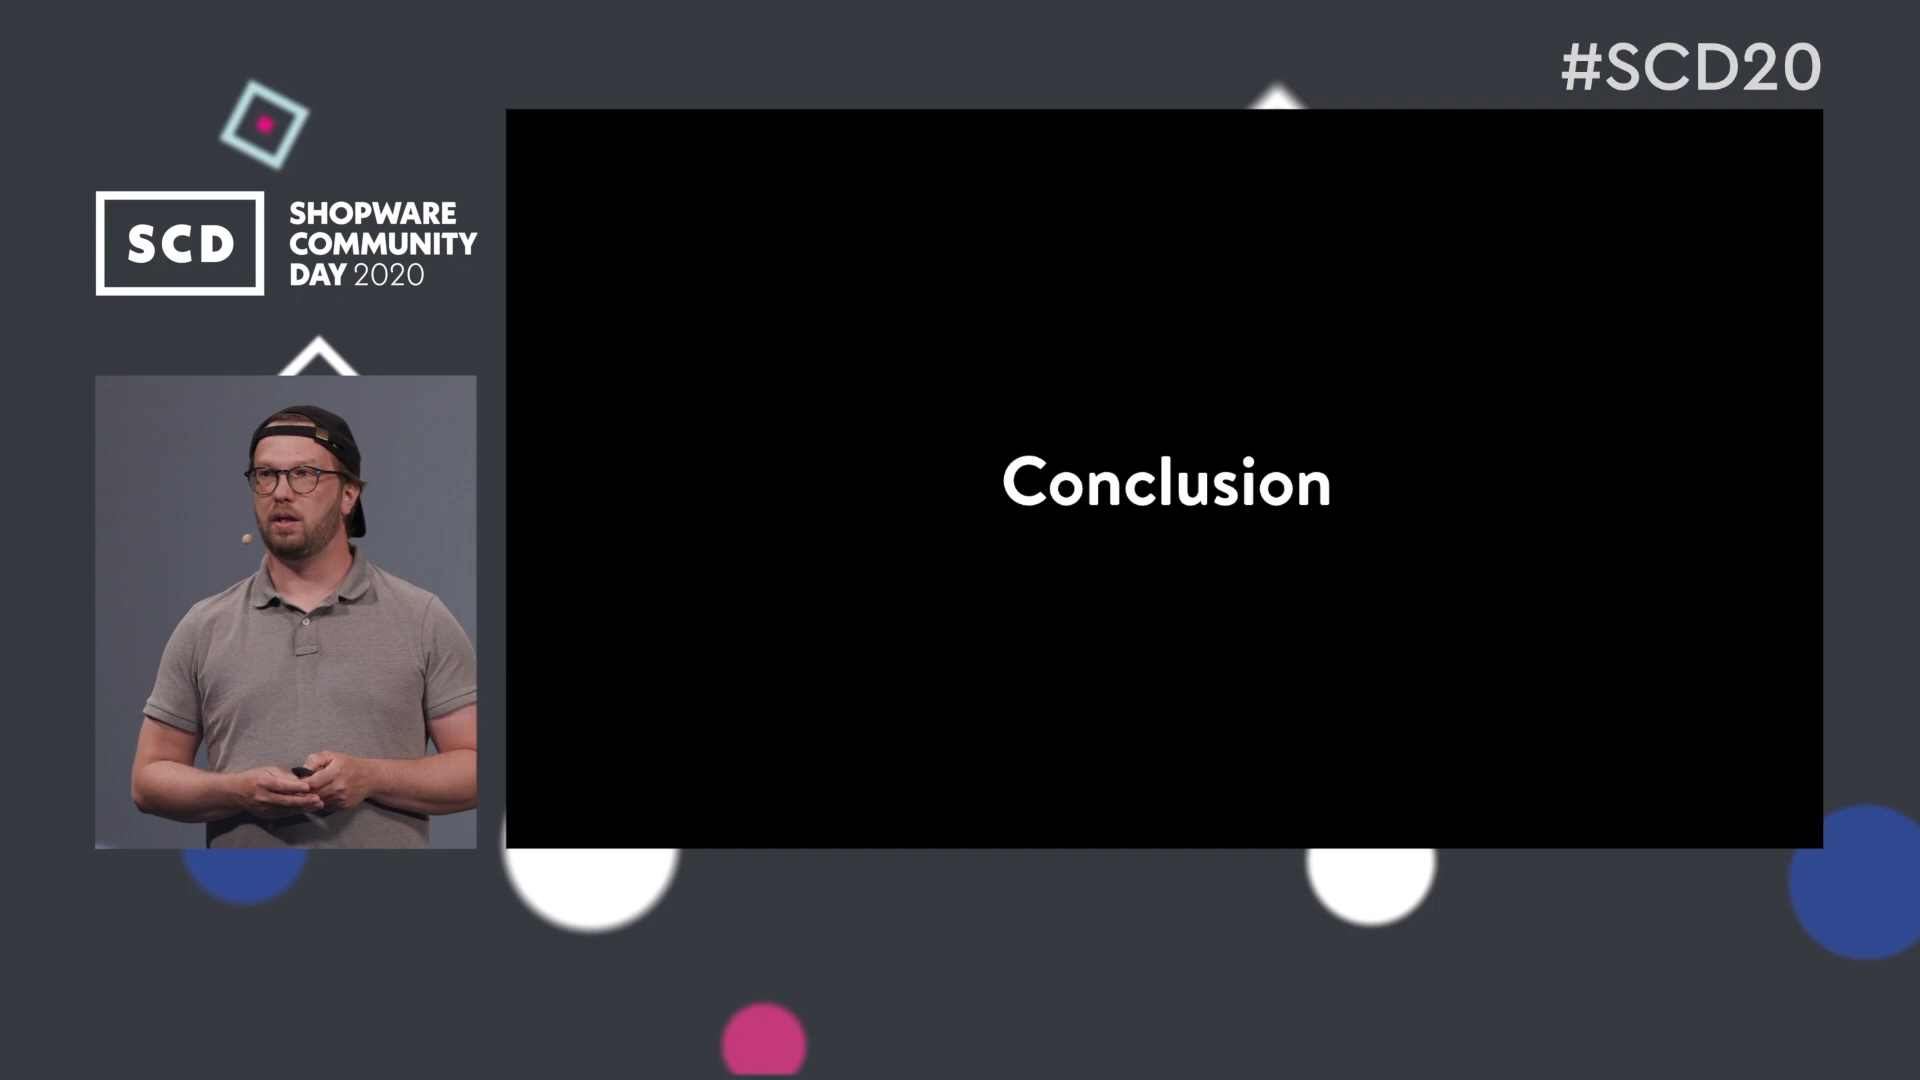 #SCD20
SCD
SHOPWARE
COMMUNITY
DAY 2020
Conclusion